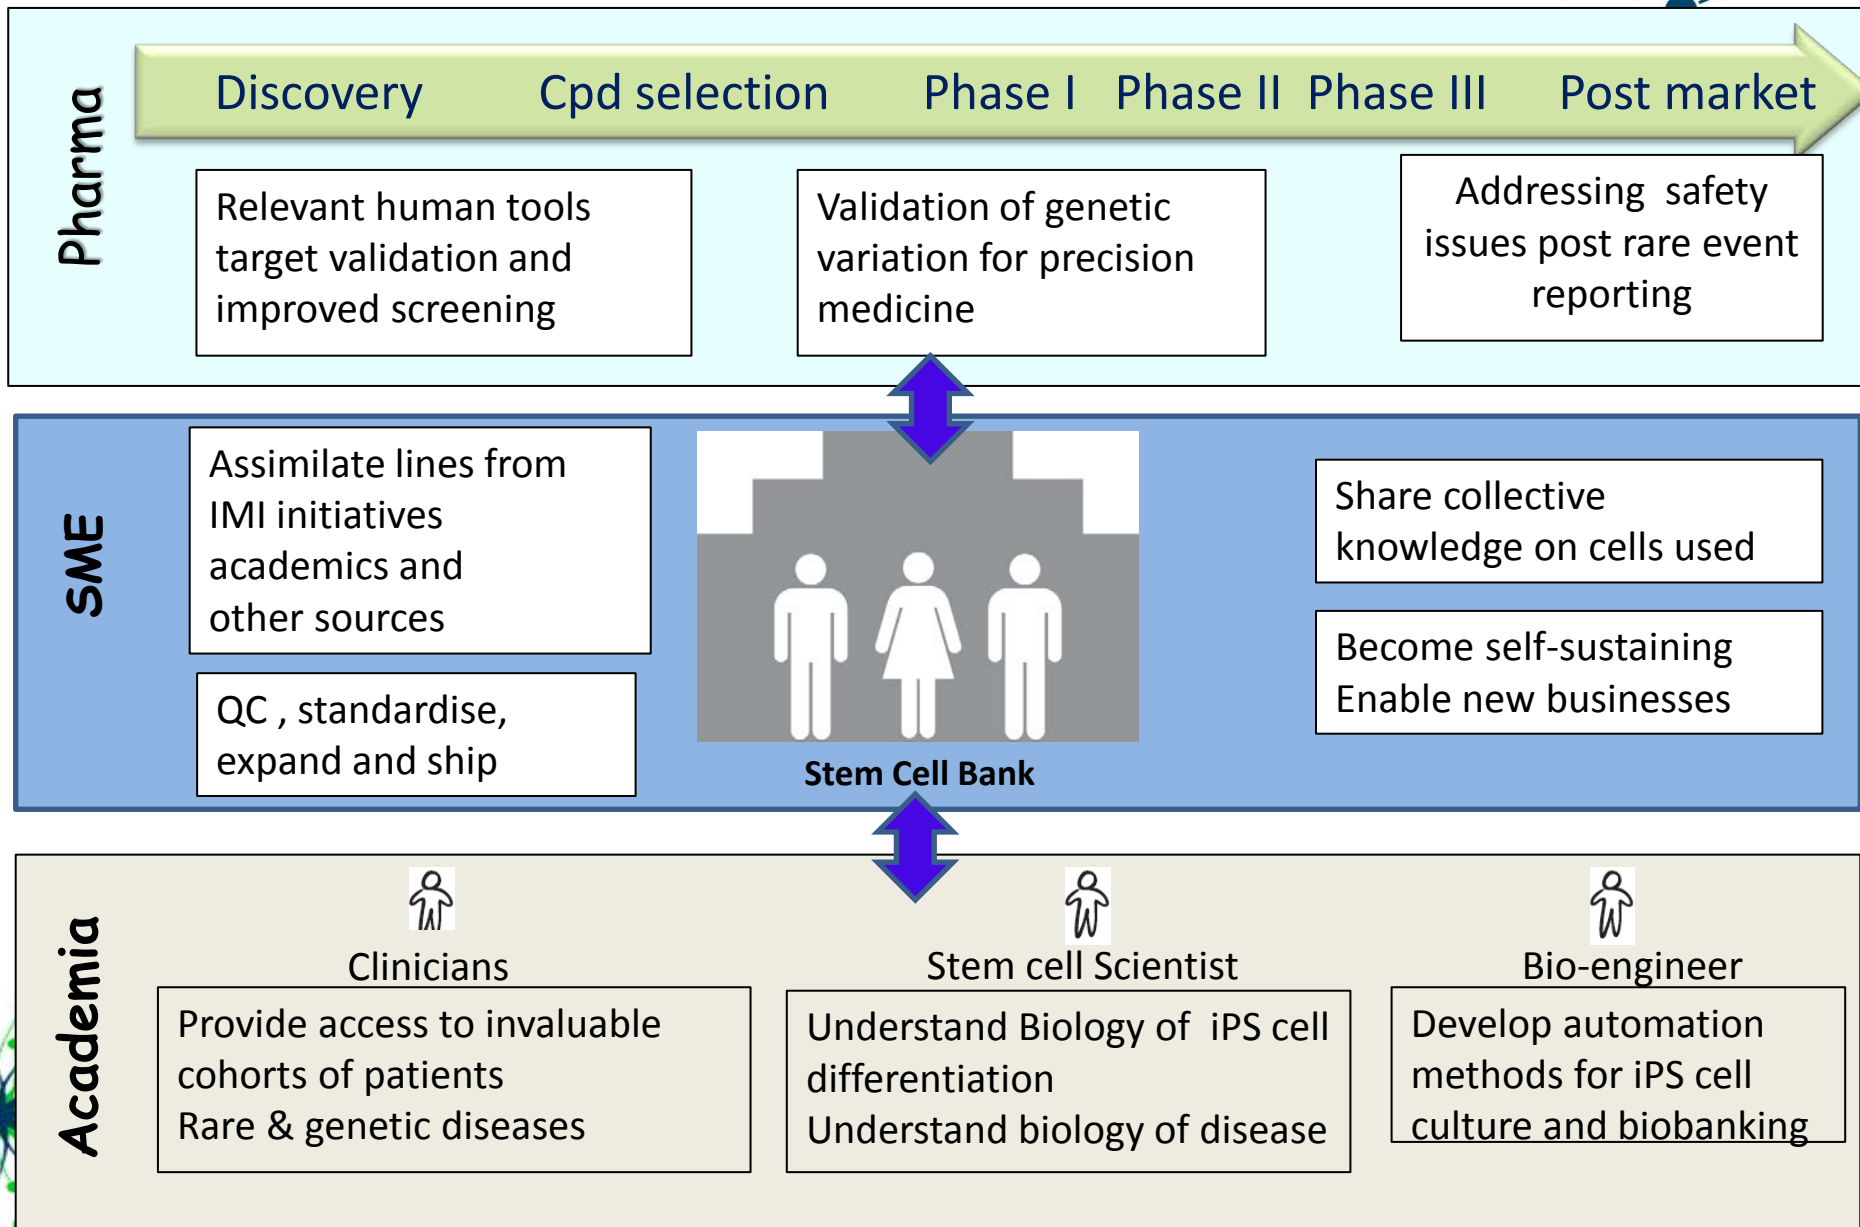 Pharma
Discovery Cpd selection Phase I Phase II Phase III Post market
Relevant human tools
target validation and
improved screening
Validation of genetic
variation for precision
medicine
Addressing safety
issues post rare event
reporting
SME
Assimilate lines from
IMI initiatives
academics and
other sources
QC , standardise,
expand and ship
Stem Cell Bank
Share collective
knowledge on cells used
Become self-sustaining
Enable new businesses
Academia
Clinicians
Provide access to invaluable
cohorts of patients
Rare & genetic diseases
Stem cell Scientist
Understand Biology of iPS cell
differentiation
Understand biology of disease
Bio-engineer
Develop automation
methods for iPS cell
culture and biobanking